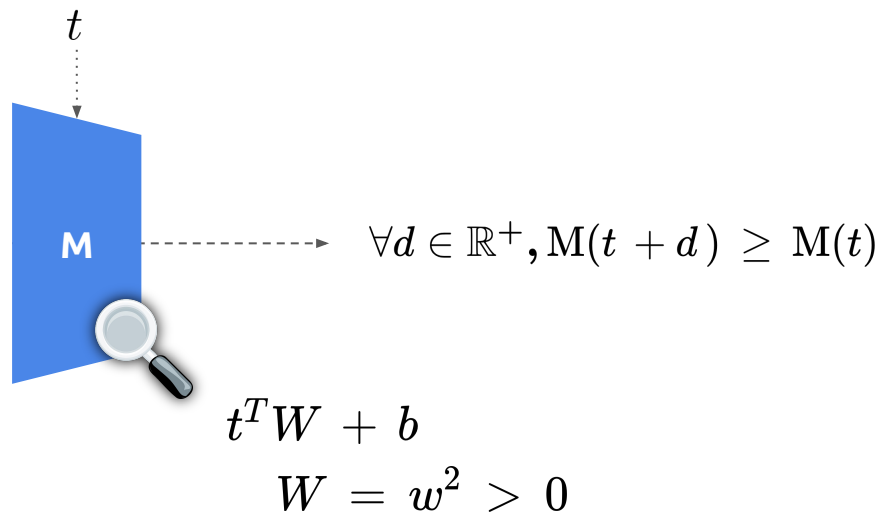 t
M
∀d ∈ ℝ⁺, M(t + d) ≥ M(t)
tᵀW + b
W = w² > 0